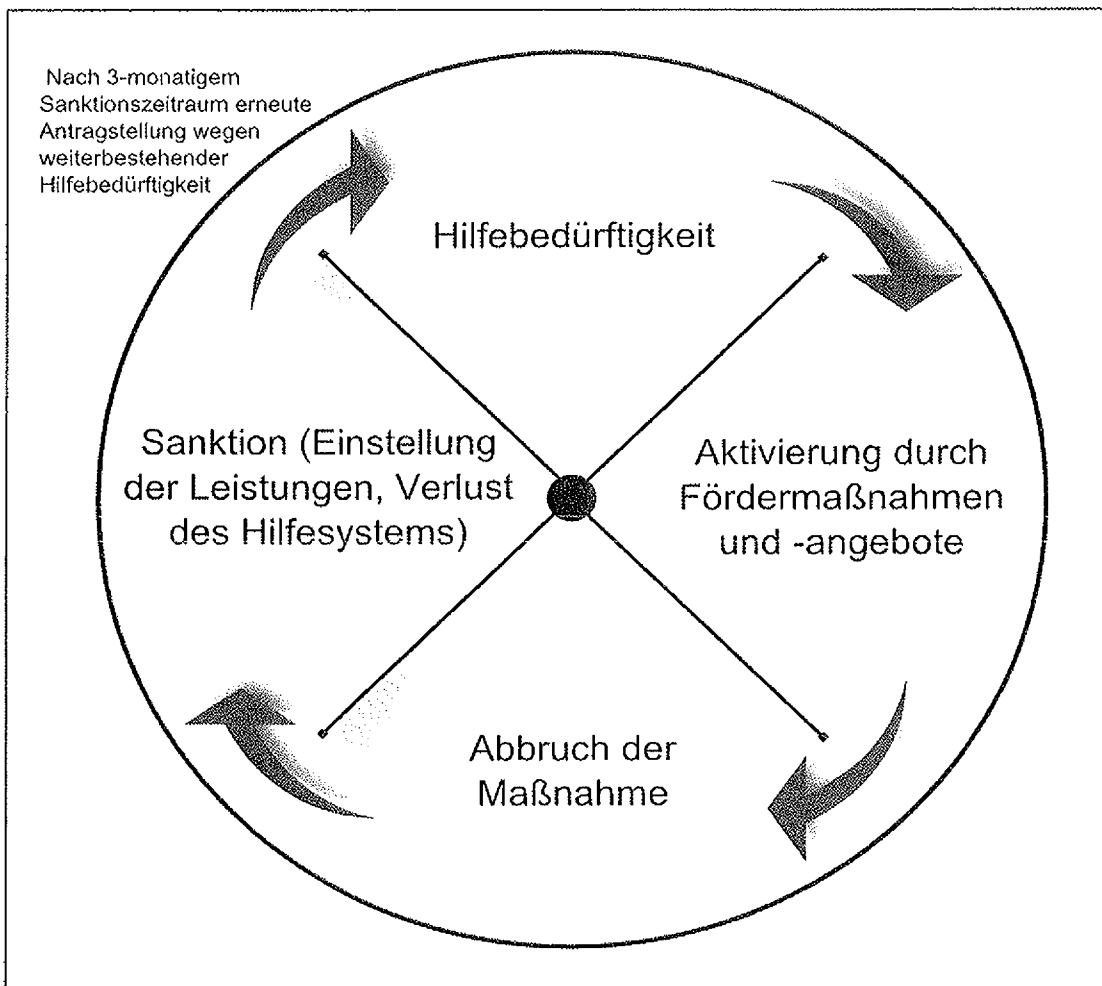 Nach 3-monatigem
Sanktionszeitraum erneute
Antragstellung wegen
weiterbestehender
Hilfebedürftigkeit
Hilfebedürftigkeit
Aktivierung durch
Fördermaßnahmen
und -angebote
Abbruch der
Maßnahme
Sanktion (Einstellung
der Leistungen, Verlust
des Hilfesystems)